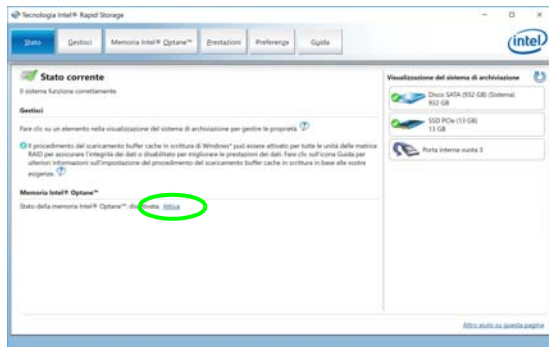 Tecnologia Intel® Rapid Storage
Stato
Gestisci
Memoria Intel® Optane™
Prestazioni
Preferenze
Guida
intel
Stato corrente
Il sistema funziona correttamente.
Gestisci
Fare clic su un elemento nella visualizzazione del sistema di archiviazione per gestire le proprietà.
Il procedimento del scaricamento buffer cache in scrittura di Windows* può essere attivato per tutte le unità delle matrice
RAID per assicurare l'integrità dei dati o disabilitato per migliorare le prestazioni dei dati. Fare clic sull'icona Guida per
ulteriori informazioni sull'impostazione del procedimento del scaricamento buffer cache in scrittura in base alle vostre
esigenze.
Memoria Intel® Optane™
Stato della memoria Intel® Optane™: disattivata. Attiva
Visualizzazione del sistema di archiviazione
Disco SATA (932 GB) (Sistema)
932 GB
SSD PCIe (13 GB)
13 GB
Porta interna vuota 3
Altro aiuto su questa pagina